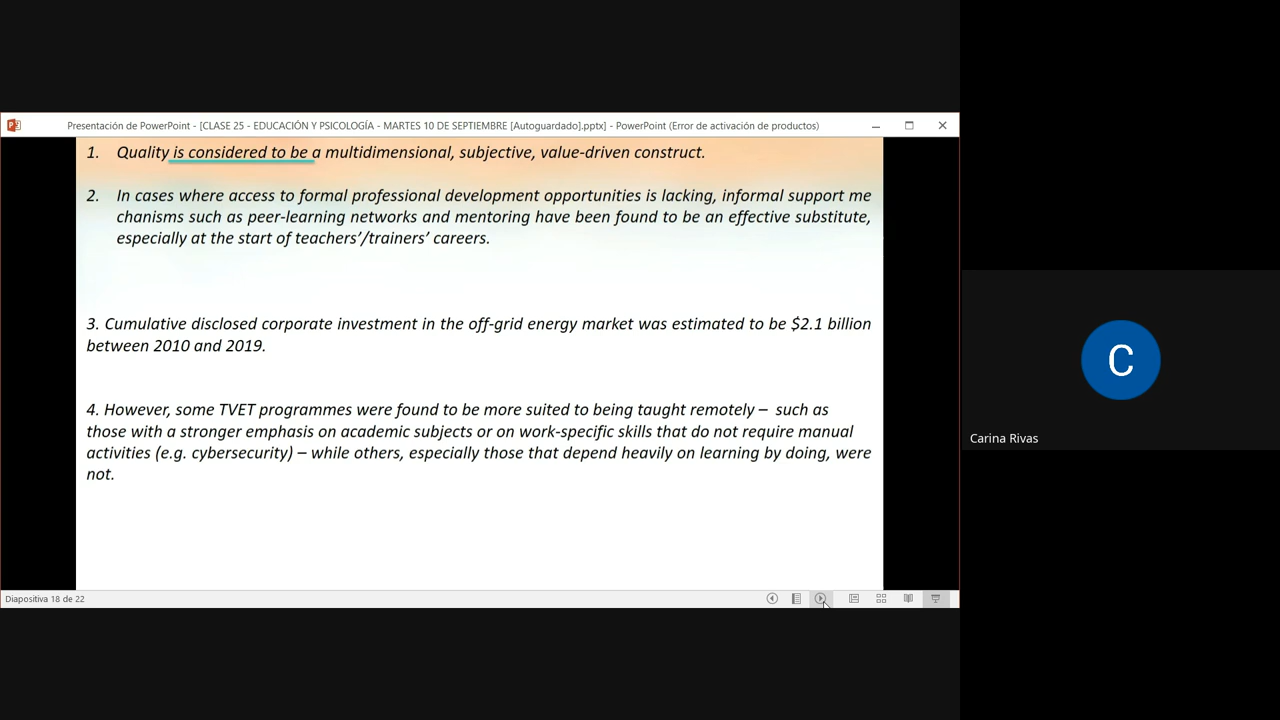 Presentación de PowerPoint - [CLASE 25 - EDUCACIÓN Y PSICOLOGÍA - MARTES 10 DE SEPTIEMBRE [Autoguardado].pptx] - PowerPoint (Error de activación de productos)
1. Quality is considered to be a multidimensional, subjective, value-driven construct.
2. In cases where access to formal professional development opportunities is lacking, informal support me
chanisms such as peer-learning networks and mentoring have been found to be an effective substitute,
especially at the start of teachers’/trainers’ careers.
3. Cumulative disclosed corporate investment in the off-grid energy market was estimated to be $2.1 billion
between 2010 and 2019.
4. However, some TVET programmes were found to be more suited to being taught remotely – such as
those with a stronger emphasis on academic subjects or on work-specific skills that do not require manual
activities (e.g. cybersecurity) – while others, especially those that depend heavily on learning by doing, were
not.
Diapositiva 18 de 22
C
Carina Rivas